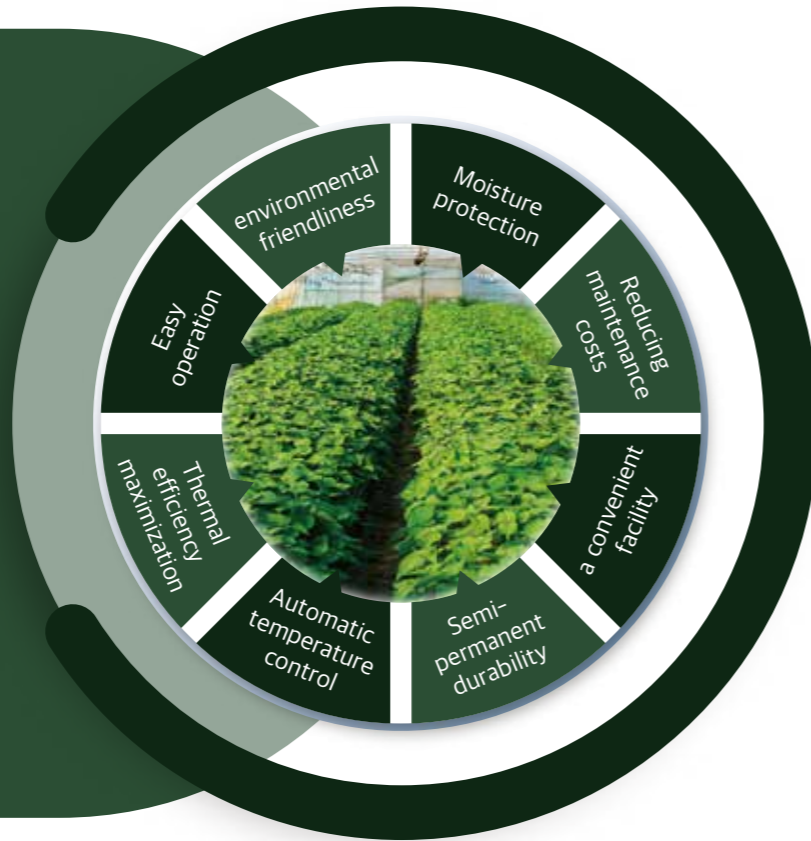 environmental
friendliness
Moisture
protection
Reducing
maintenance
costs
a convenient
facility
Semi-
permanent
durability
Automatic
temperature
control
Thermal
efficiency
maximization
Easy
operation